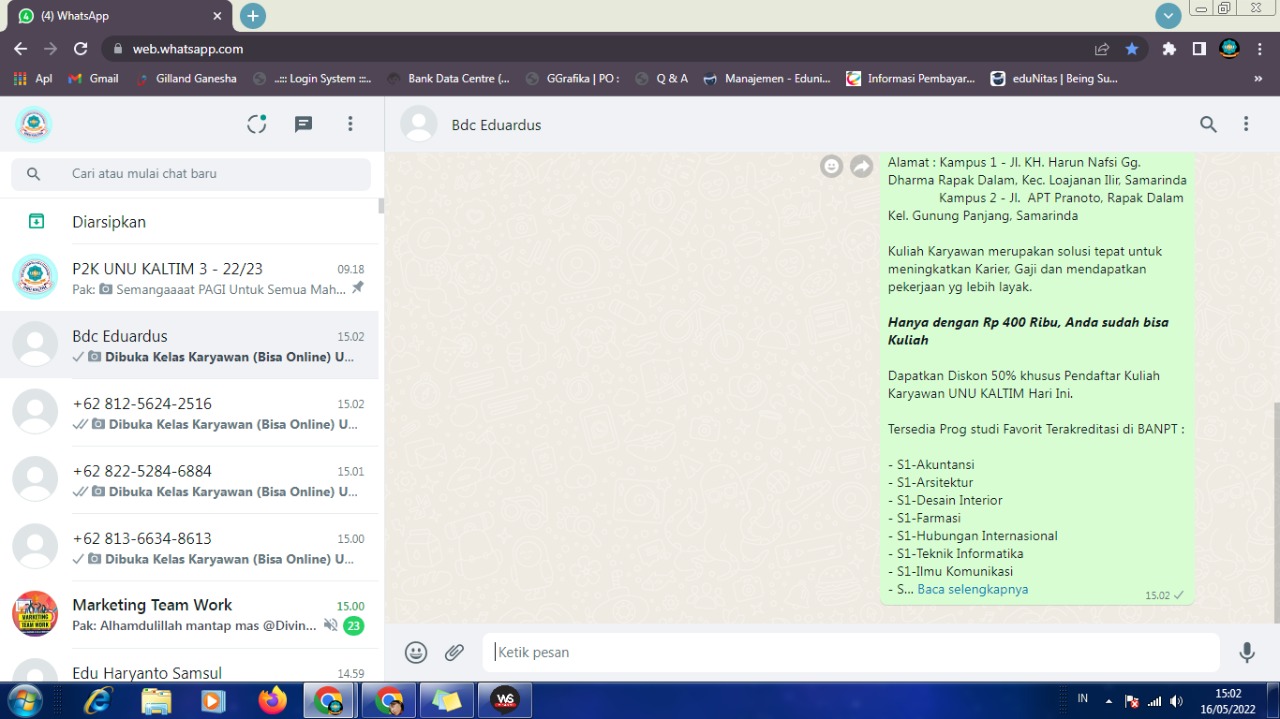 (4) WhatsApp
web.whatsapp.com
Apl
Gmail
Gilland Ganesha
..::: Login System :::..
Bank Data Centre (...
GGrafika | PO :
Q & A
Manajemen - Eduni...
Informasi Pembayar...
eduNitas | Being Su...
»
Cari atau mulai chat baru
Diarsipkan
P2K UNU KALTIM 3 - 22/23
09.18
Pak: Semangaaaat PAGI Untuk Semua Mah...
Bdc Eduardus
15.02
Dibuka Kelas Karyawan (Bisa Online) U...
+62 812-5624-2516
15.02
Dibuka Kelas Karyawan (Bisa Online) U...
+62 822-5284-6884
15.01
Dibuka Kelas Karyawan (Bisa Online) U...
+62 813-6634-8613
15.00
Dibuka Kelas Karyawan (Bisa Online) U...
Marketing Team Work
15.00
Pak: Alhamdulillah mantap mas @Divin...
23
Edu Haryanto Samsul
14.59
Bdc Eduardus
Alamat : Kampus 1 - Jl. KH. Harun Nafsi Gg.
Dharma Rapak Dalam, Kec. Loajanan Ilir, Samarinda
Kampus 2 - Jl. APT Pranoto, Rapak Dalam
Kel. Gunung Panjang, Samarinda
Kuliah Karyawan merupakan solusi tepat untuk
meningkatkan Karier, Gaji dan mendapatkan
pekerjaan yg lebih layak.
Hanya dengan Rp 400 Ribu, Anda sudah bisa
Kuliah
Dapatkan Diskon 50% khusus Pendaftar Kuliah
Karyawan UNU KALTIM Hari Ini.
Tersedia Prog studi Favorit Terakreditasi di BANPT :
- S1-Akuntansi
- S1-Arsitektur
- S1-Desain Interior
- S1-Farmasi
- S1-Hubungan Internasional
- S1-Teknik Informatika
- S1-Ilmu Komunikasi
- S... Baca selengkapnya
15.02
Ketik pesan
IN
15:02
16/05/2022